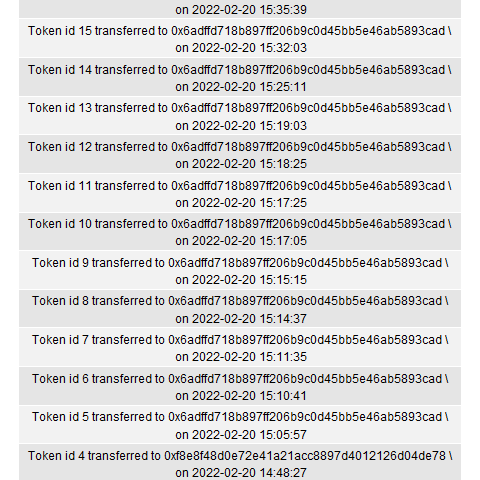 on 2022-02-20 15:35:39
Token id 15 transferred to 0x6adffd718b897ff206b9c0d45bb5e46ab5893cad \
on 2022-02-20 15:32:03
Token id 14 transferred to 0x6adffd718b897ff206b9c0d45bb5e46ab5893cad \
on 2022-02-20 15:25:11
Token id 13 transferred to 0x6adffd718b897ff206b9c0d45bb5e46ab5893cad \
on 2022-02-20 15:19:03
Token id 12 transferred to 0x6adffd718b897ff206b9c0d45bb5e46ab5893cad \
on 2022-02-20 15:18:25
Token id 11 transferred to 0x6adffd718b897ff206b9c0d45bb5e46ab5893cad \
on 2022-02-20 15:17:25
Token id 10 transferred to 0x6adffd718b897ff206b9c0d45bb5e46ab5893cad \
on 2022-02-20 15:17:05
Token id 9 transferred to 0x6adffd718b897ff206b9c0d45bb5e46ab5893cad \
on 2022-02-20 15:15:15
Token id 8 transferred to 0x6adffd718b897ff206b9c0d45bb5e46ab5893cad \
on 2022-02-20 15:14:37
Token id 7 transferred to 0x6adffd718b897ff206b9c0d45bb5e46ab5893cad \
on 2022-02-20 15:11:35
Token id 6 transferred to 0x6adffd718b897ff206b9c0d45bb5e46ab5893cad \
on 2022-02-20 15:10:41
Token id 5 transferred to 0x6adffd718b897ff206b9c0d45bb5e46ab5893cad \
on 2022-02-20 15:05:57
Token id 4 transferred to 0xf8e8f48d0e72e41a21acc8897d4012126d04de78 \
on 2022-02-20 14:48:27